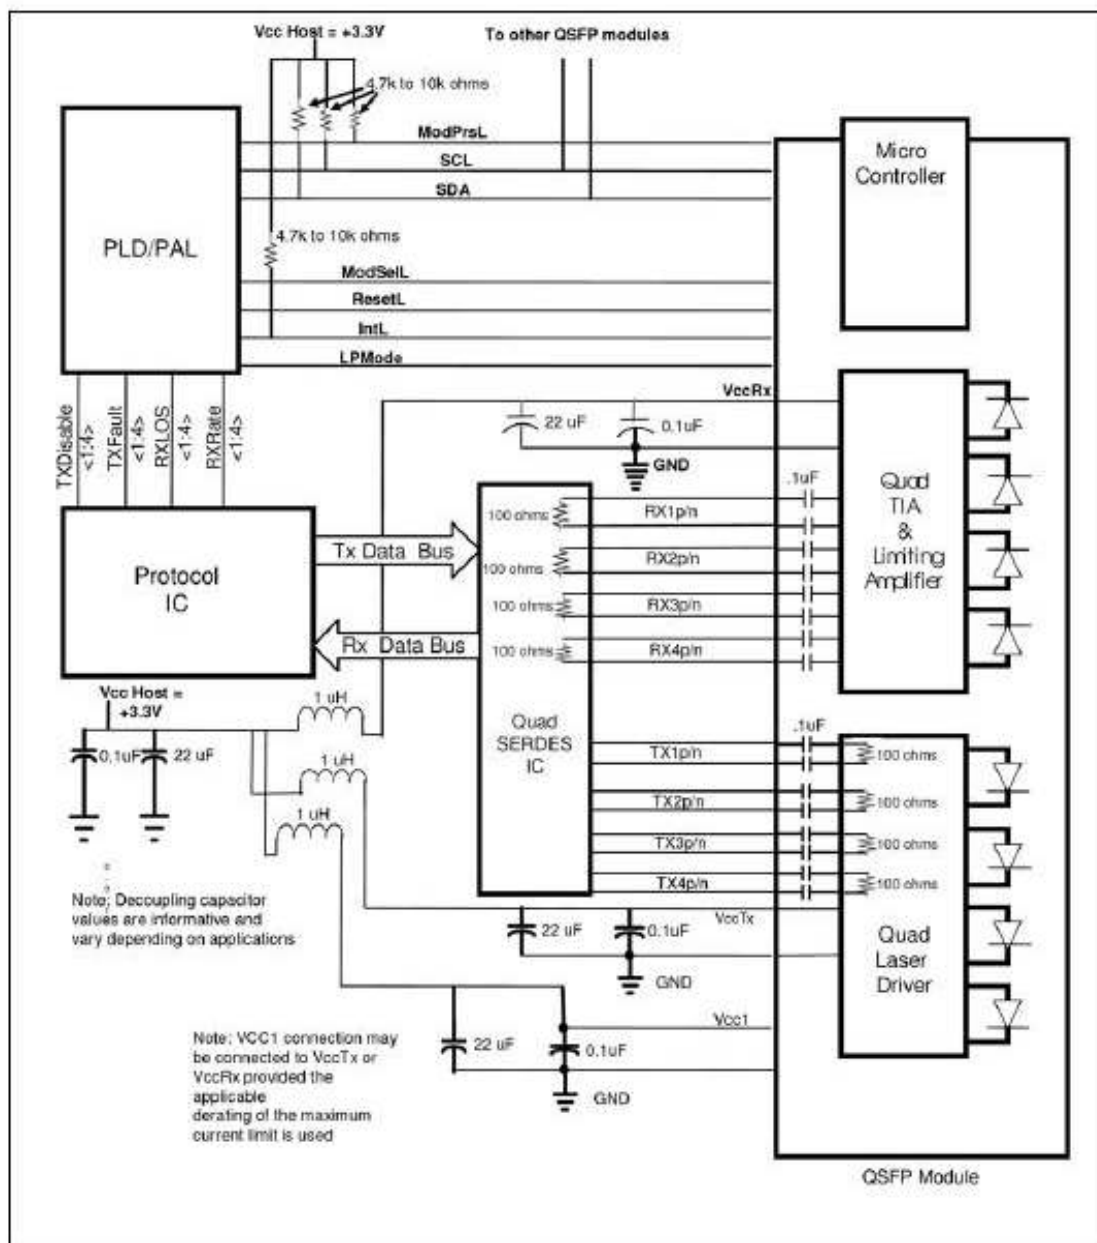 Vcc Host = +3.3V
To other QSFP modules
4.7k to 10k ohms
ModPrsL
SCL
SDA
Micro
Controller
PLD/PAL
4.7k to 10k ohms
ModSelL
ResetL
IntL
LPMode
VccRx
TXDisable
<1:4>
TXFault
<1:4>
RXLOS
<1:4>
RXRate
<1:4>
22 uF
0.1uF
GND
.1uF
Quad
TIA
&
Limiting
Amplifier
100 ohms
RX1p/n
Tx Data Bus
100 ohms
RX2p/n
Protocol
IC
100 ohms
RX3p/n
Rx Data Bus
100 ohms
RX4p/n
Vcc Host =
+3.3V
1 uH
0.1uF
22 uF
Quad
SERDES
IC
1 uH
1 uH
.1uF
TX1p/n
100 ohms
TX2p/n
100 ohms
TX3p/n
100 ohms
TX4p/n
100 ohms
Note: Decoupling capacitor
values are informative and
vary depending on applications
VccTx
22 uF
0.1uF
GND
Quad
Laser
Driver
Vcc1
22 uF
0.1uF
GND
Note: VCC1 connection may
be connected to VccTx or
VccRx provided the
applicable
derating of the maximum
current limit is used
QSFP Module